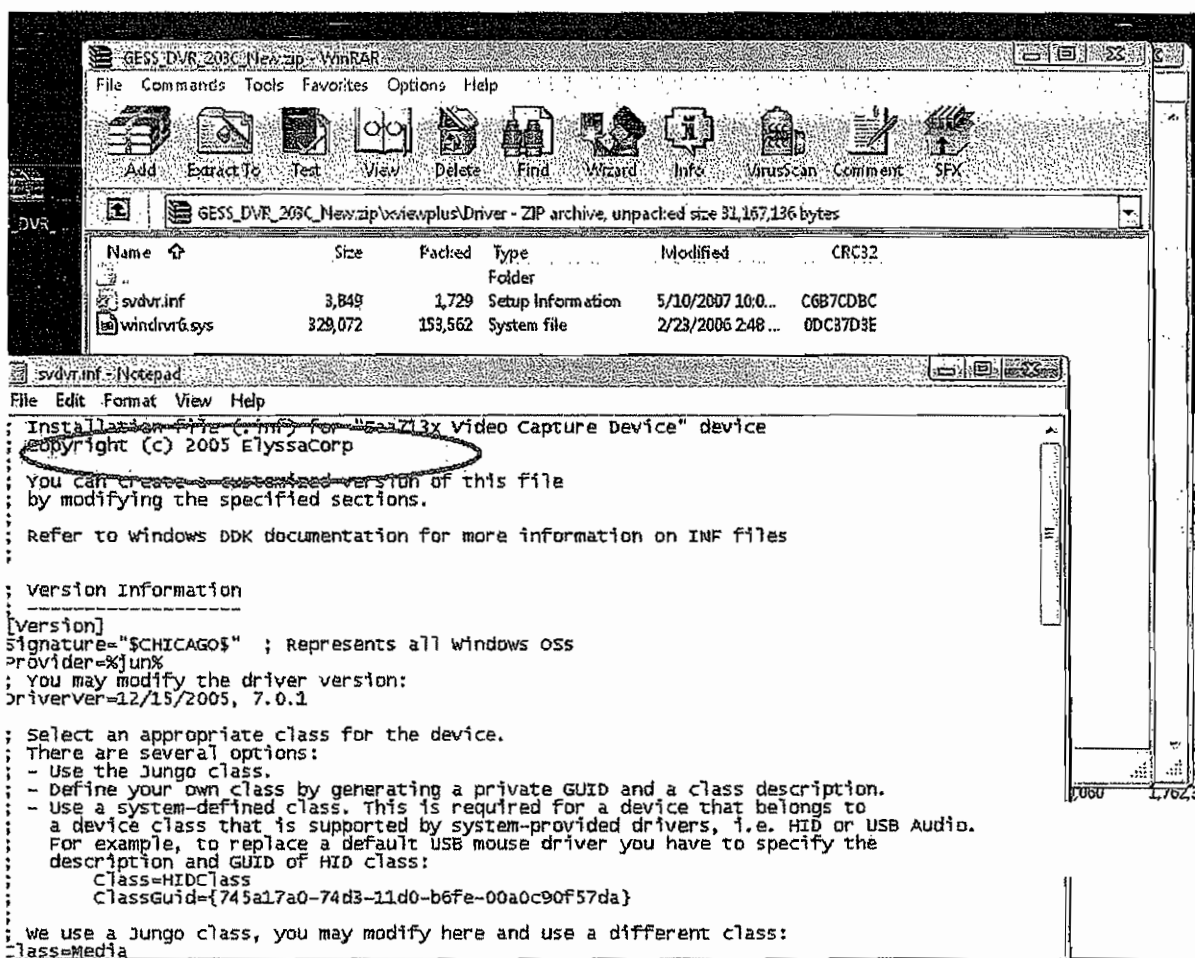 GESS_DVR_203C_New.zip - WinRAR
File Commands Tools Favorites Options Help
Add Extract To Test View Delete Find Wizard Info VirusScan Comment SFX
GESS_DVR_203C_New.zip\xviewplus\Driver - ZIP archive, unpacked size 31,167,136 bytes
_DVR_
Name Size Packed Type Modified CRC32
.. Folder
svdvr.inf 3,849 1,729 Setup Information 5/10/2007 10:0... C6B7CDBC
windrvr6.sys 329,072 153,562 System file 2/23/2006 2:48 ... 0DC37D3E
svdvr.inf - Notepad
File Edit Format View Help
; Installation file (.inf) for "Saa713x Video Capture Device" device
; Copyright (c) 2005 ElyssaCorp
;
; You can create a customized version of this file
; by modifying the specified sections.
;
; Refer to Windows DDK documentation for more information on INF files
;
; Version Information
; --------------------
[Version]
Signature="$CHICAGO$" ; Represents all Windows OSs
Provider=%jun%
; You may modify the driver version:
DriverVer=12/15/2005, 7.0.1
; Select an appropriate class for the device.
; There are several options:
; - Use the Jungo class.
; - Define your own class by generating a private GUID and a class description.
; - Use a system-defined class. This is required for a device that belongs to
; a device class that is supported by system-provided drivers, i.e. HID or USB Audio.
; For example, to replace a default USB mouse driver you have to specify the
; description and GUID of HID class:
; Class=HIDClass
; ClassGuid={745a17a0-74d3-11d0-b6fe-00a0c90f57da}
;
; We use a Jungo class, you may modify here and use a different class:
Class=Media